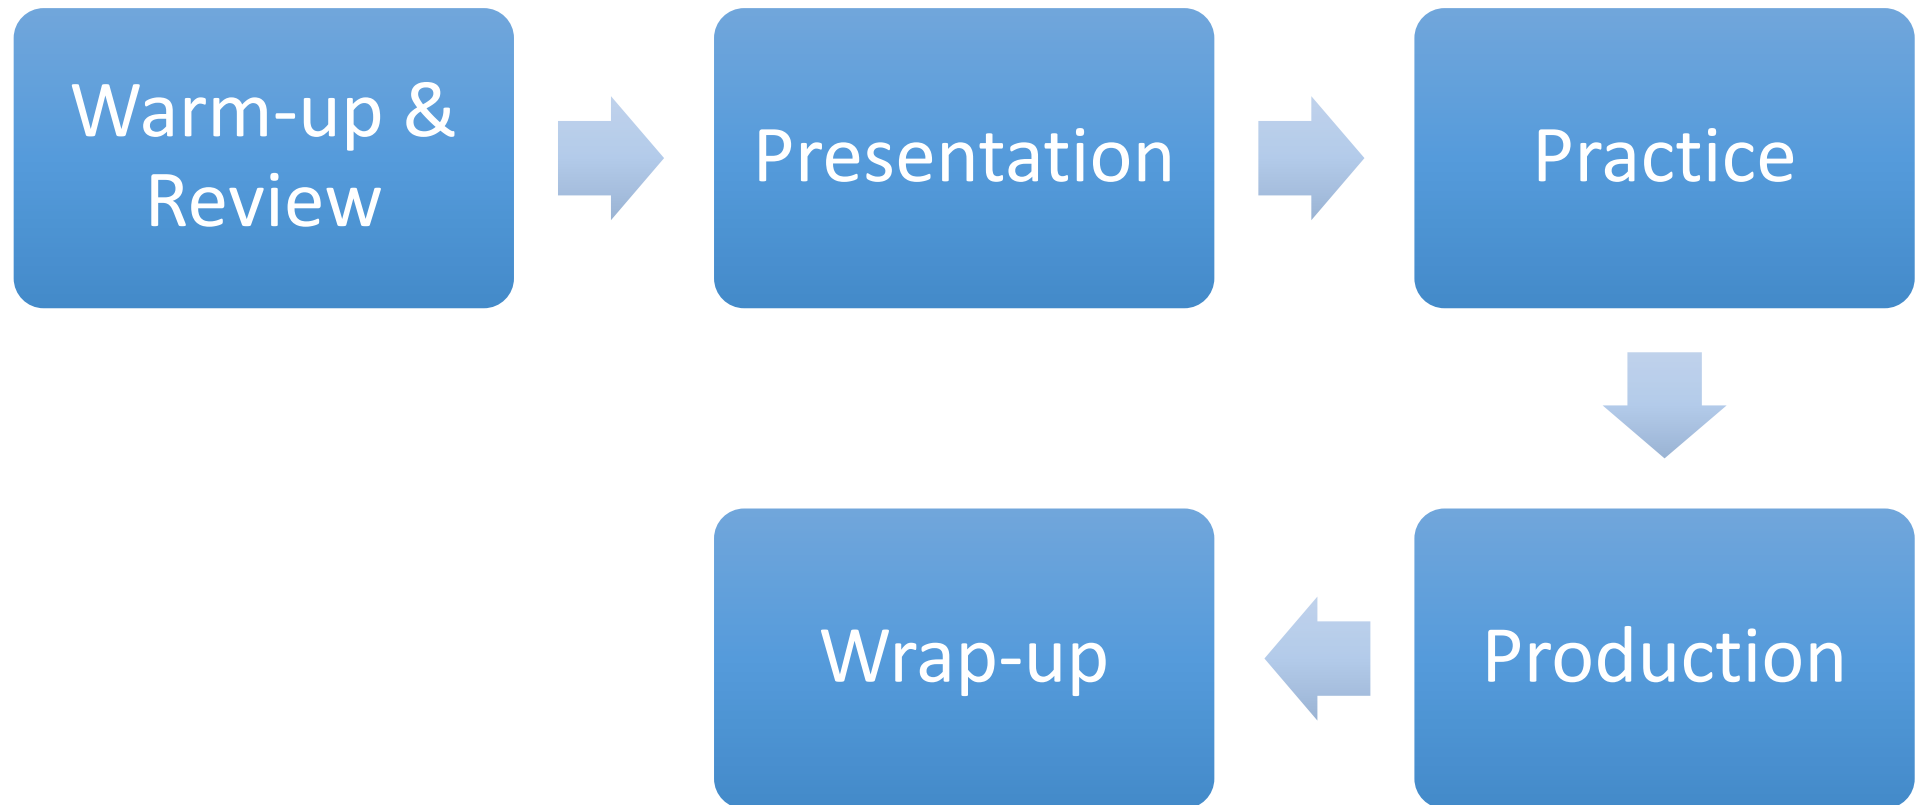 Warm-up &
Review
Presentation
Practice
Production
Wrap-up